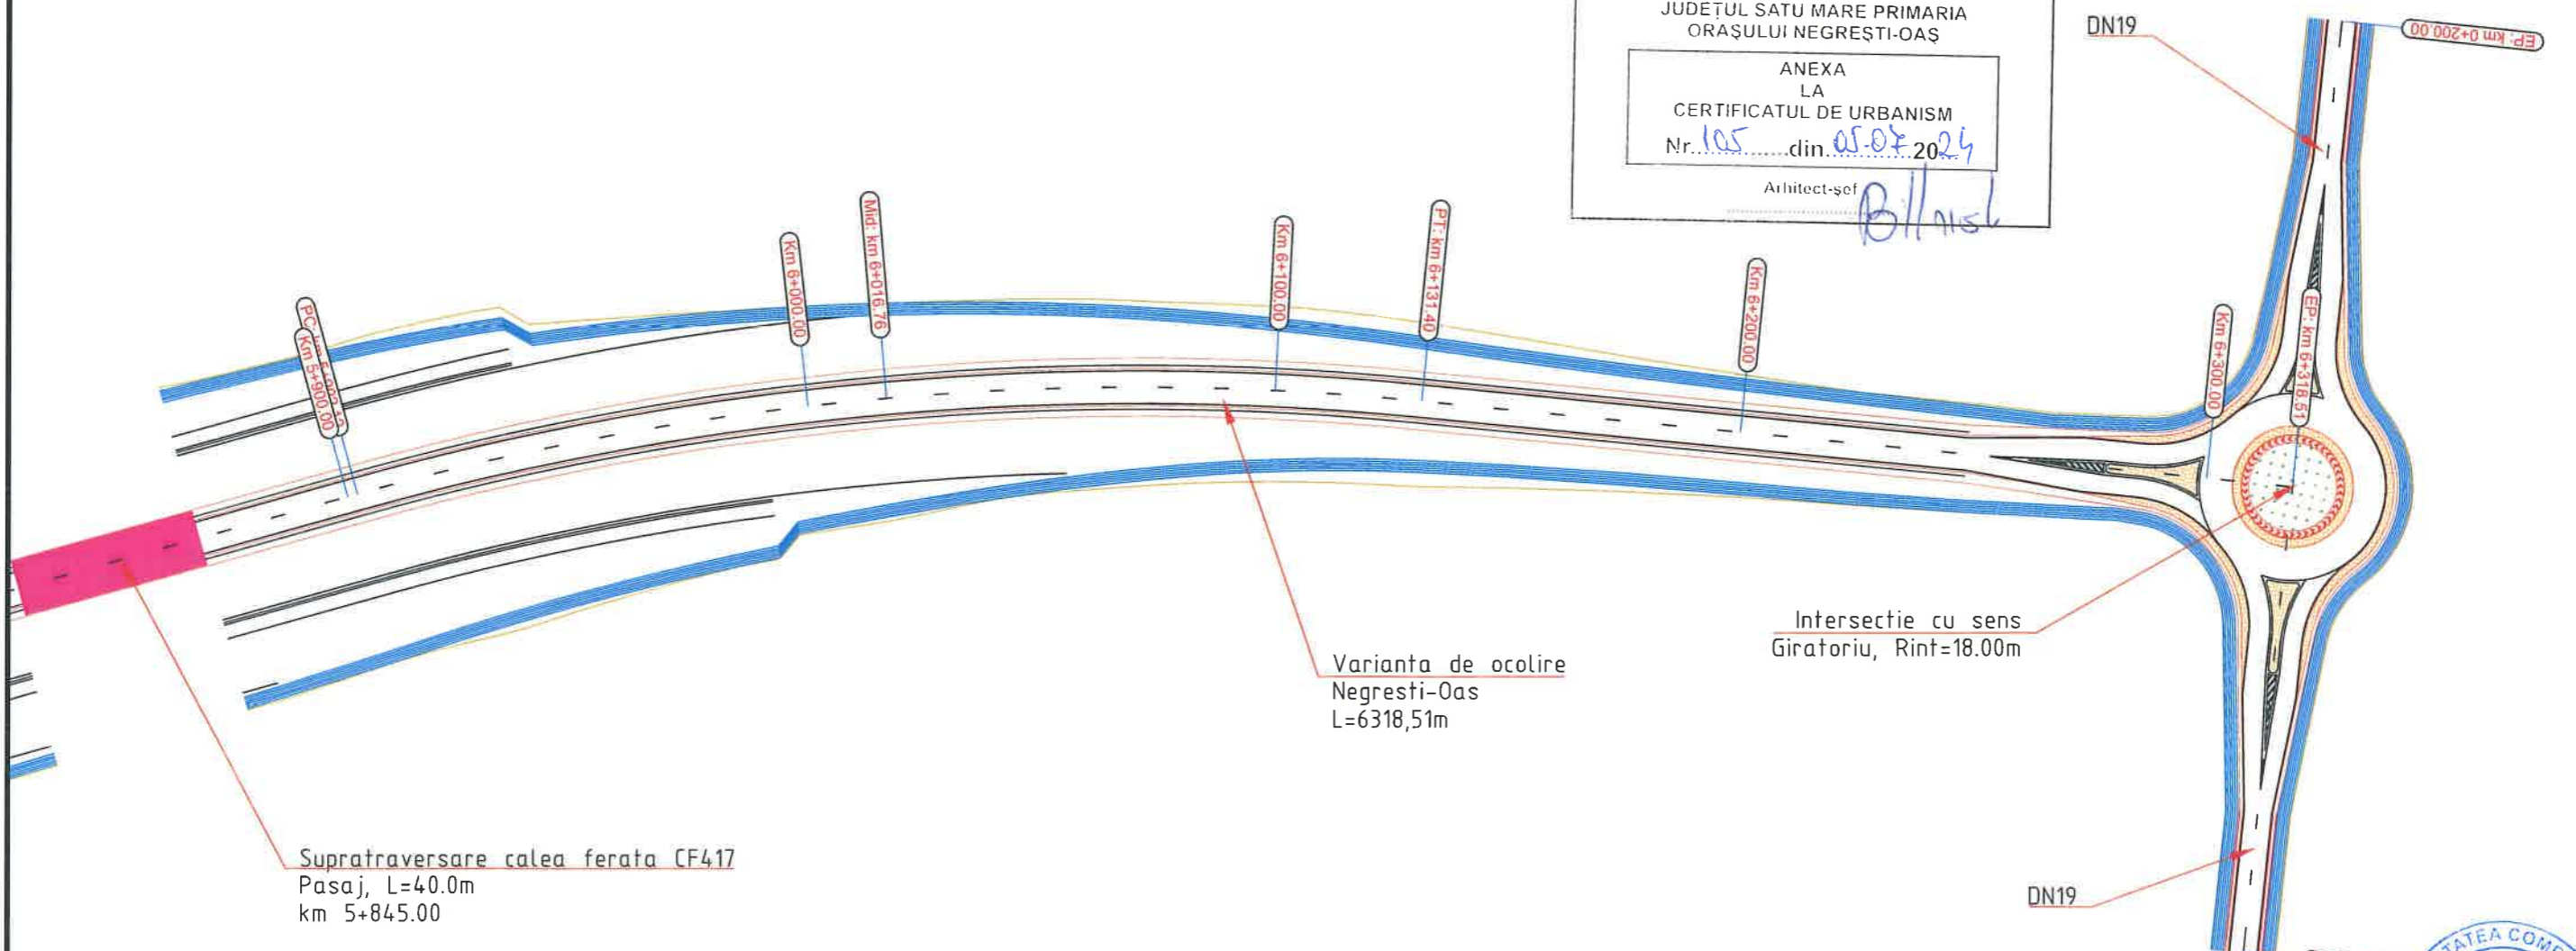 JUDEȚUL SATU MARE PRIMARIA
ORAȘULUI NEGREȘTI-OAȘ
ANEXA
LA
CERTIFICATUL DE URBANISM
Nr. 105 din 05-07 2024
Arhitect-șef
DN19
EP: km 0+200.00
PC: km
Km 5+900.00
Km 6+000.00
Mid: km 6+016.76
Km 6+100.00
PT: km 6+131.40
Km 6+200.00
Km 6+300.00
EP: km 6+318.51
Intersectie cu sens
Giratoriu, Rint=18.00m
Varianta de ocolire
Negresti-Oas
L=6318,51m
Supratraversare calea ferata CF417
Pasaj, L=40.0m
km 5+845.00
DN19